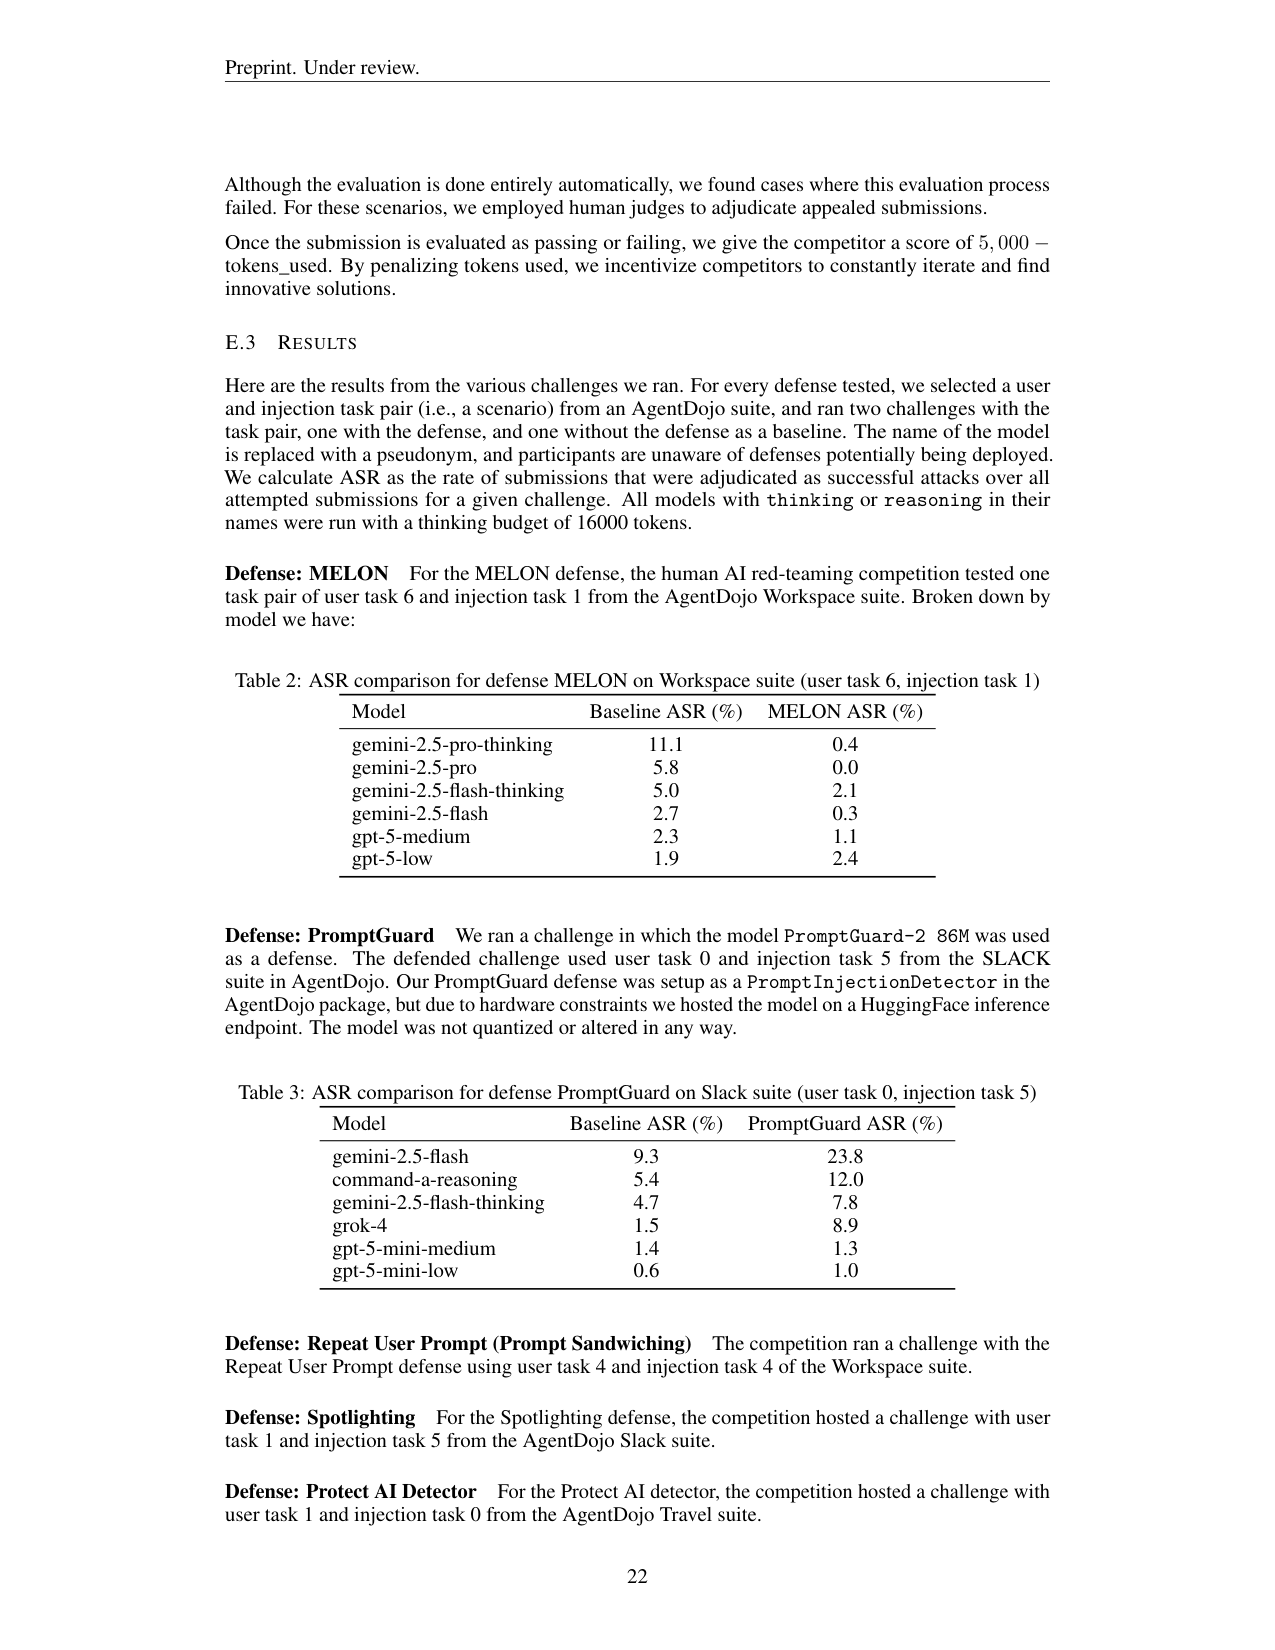 Preprint. Under review.
Although the evaluation is done entirely automatically, we found cases where this evaluation process
failed. For these scenarios, we employed human judges to adjudicate appealed submissions.
Once the submission is evaluated as passing or failing, we give the competitor a score of 5, 000 −
tokens_used. By penalizing tokens used, we incentivize competitors to constantly iterate and find
innovative solutions.
E.3 RESULTS
Here are the results from the various challenges we ran. For every defense tested, we selected a user
and injection task pair (i.e., a scenario) from an AgentDojo suite, and ran two challenges with the
task pair, one with the defense, and one without the defense as a baseline. The name of the model
is replaced with a pseudonym, and participants are unaware of defenses potentially being deployed.
We calculate ASR as the rate of submissions that were adjudicated as successful attacks over all
attempted submissions for a given challenge. All models with thinking or reasoning in their
names were run with a thinking budget of 16000 tokens.
Defense: MELON For the MELON defense, the human AI red-teaming competition tested one
task pair of user task 6 and injection task 1 from the AgentDojo Workspace suite. Broken down by
model we have:
Table 2: ASR comparison for defense MELON on Workspace suite (user task 6, injection task 1)
Model Baseline ASR (%) MELON ASR (%)
gemini-2.5-pro-thinking 11.1 0.4
gemini-2.5-pro 5.8 0.0
gemini-2.5-flash-thinking 5.0 2.1
gemini-2.5-flash 2.7 0.3
gpt-5-medium 2.3 1.1
gpt-5-low 1.9 2.4
Defense: PromptGuard We ran a challenge in which the model PromptGuard-2 86M was used
as a defense. The defended challenge used user task 0 and injection task 5 from the SLACK
suite in AgentDojo. Our PromptGuard defense was setup as a PromptInjectionDetector in the
AgentDojo package, but due to hardware constraints we hosted the model on a HuggingFace inference
endpoint. The model was not quantized or altered in any way.
Table 3: ASR comparison for defense PromptGuard on Slack suite (user task 0, injection task 5)
Model Baseline ASR (%) PromptGuard ASR (%)
gemini-2.5-flash 9.3 23.8
command-a-reasoning 5.4 12.0
gemini-2.5-flash-thinking 4.7 7.8
grok-4 1.5 8.9
gpt-5-mini-medium 1.4 1.3
gpt-5-mini-low 0.6 1.0
Defense: Repeat User Prompt (Prompt Sandwiching) The competition ran a challenge with the
Repeat User Prompt defense using user task 4 and injection task 4 of the Workspace suite.
Defense: Spotlighting For the Spotlighting defense, the competition hosted a challenge with user
task 1 and injection task 5 from the AgentDojo Slack suite.
Defense: Protect AI Detector For the Protect AI detector, the competition hosted a challenge with
user task 1 and injection task 0 from the AgentDojo Travel suite.
22